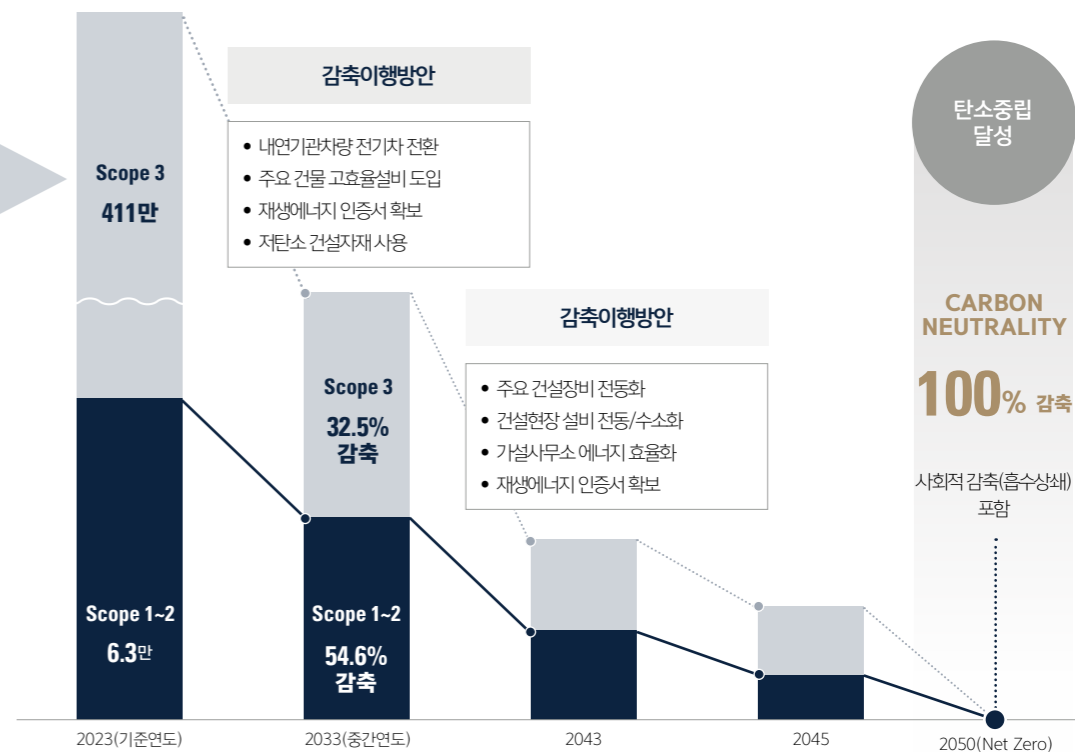 Scope 3
411만
Scope 1~2
6.3만
감축이행방안
• 내연기관차량 전기차 전환
• 주요 건물 고효율설비 도입
• 재생에너지 인증서 확보
• 저탄소 건설자재 사용
Scope 3
32.5%
감축
Scope 1~2
54.6%
감축
감축이행방안
• 주요 건설장비 전동화
• 건설현장 설비 전동/수소화
• 가설사무소 에너지 효율화
• 재생에너지 인증서 확보
탄소중립
달성
CARBON
NEUTRALITY
100% 감축
사회적 감축(흡수상쇄)
포함
2023(기준연도)
2033(중간연도)
2043
2045
2050(Net Zero)